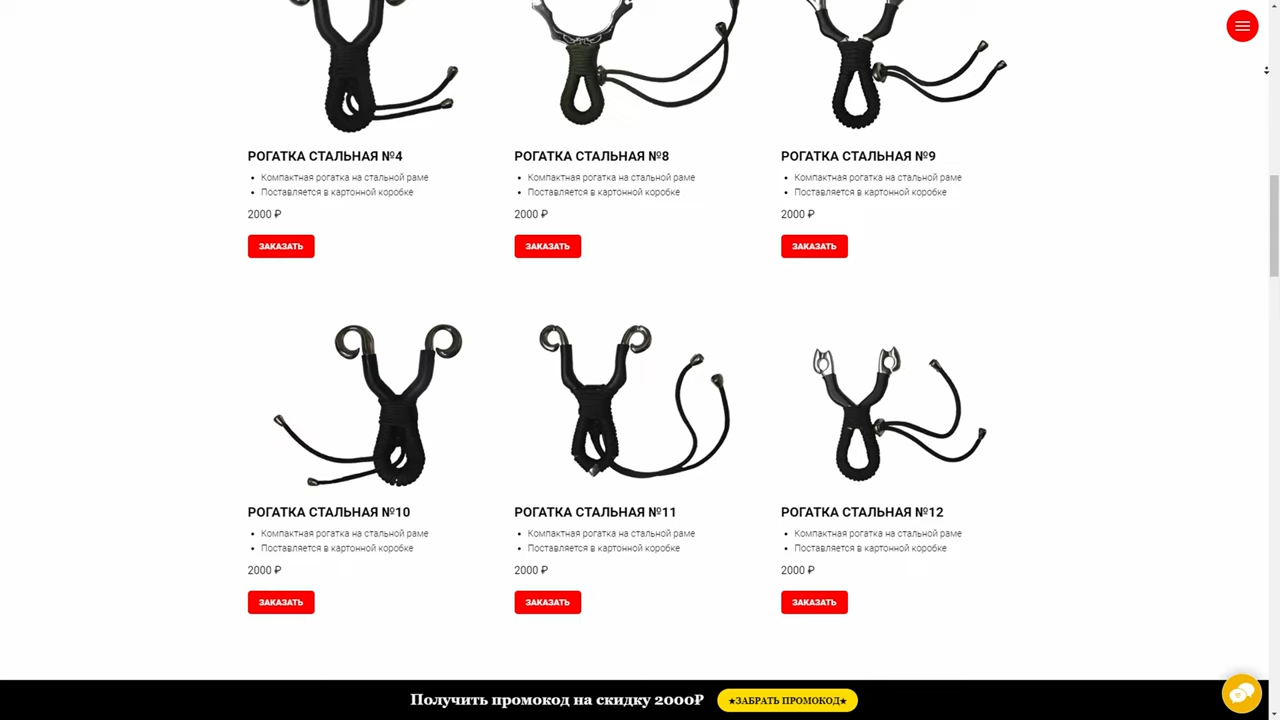 РОГАТКА СТАЛЬНАЯ №4
• Компактная рогатка на стальной раме
• Поставляется в картонной коробке
2000 ₽
ЗАКАЗАТЬ
РОГАТКА СТАЛЬНАЯ №8
• Компактная рогатка на стальной раме
• Поставляется в картонной коробке
2000 ₽
ЗАКАЗАТЬ
РОГАТКА СТАЛЬНАЯ №9
• Компактная рогатка на стальной раме
• Поставляется в картонной коробке
2000 ₽
ЗАКАЗАТЬ
РОГАТКА СТАЛЬНАЯ №10
• Компактная рогатка на стальной раме
• Поставляется в картонной коробке
2000 ₽
ЗАКАЗАТЬ
РОГАТКА СТАЛЬНАЯ №11
• Компактная рогатка на стальной раме
• Поставляется в картонной коробке
2000 ₽
ЗАКАЗАТЬ
РОГАТКА СТАЛЬНАЯ №12
• Компактная рогатка на стальной раме
• Поставляется в картонной коробке
2000 ₽
ЗАКАЗАТЬ
Получить промокод на скидку 2000₽
★ЗАБРАТЬ ПРОМОКОД★